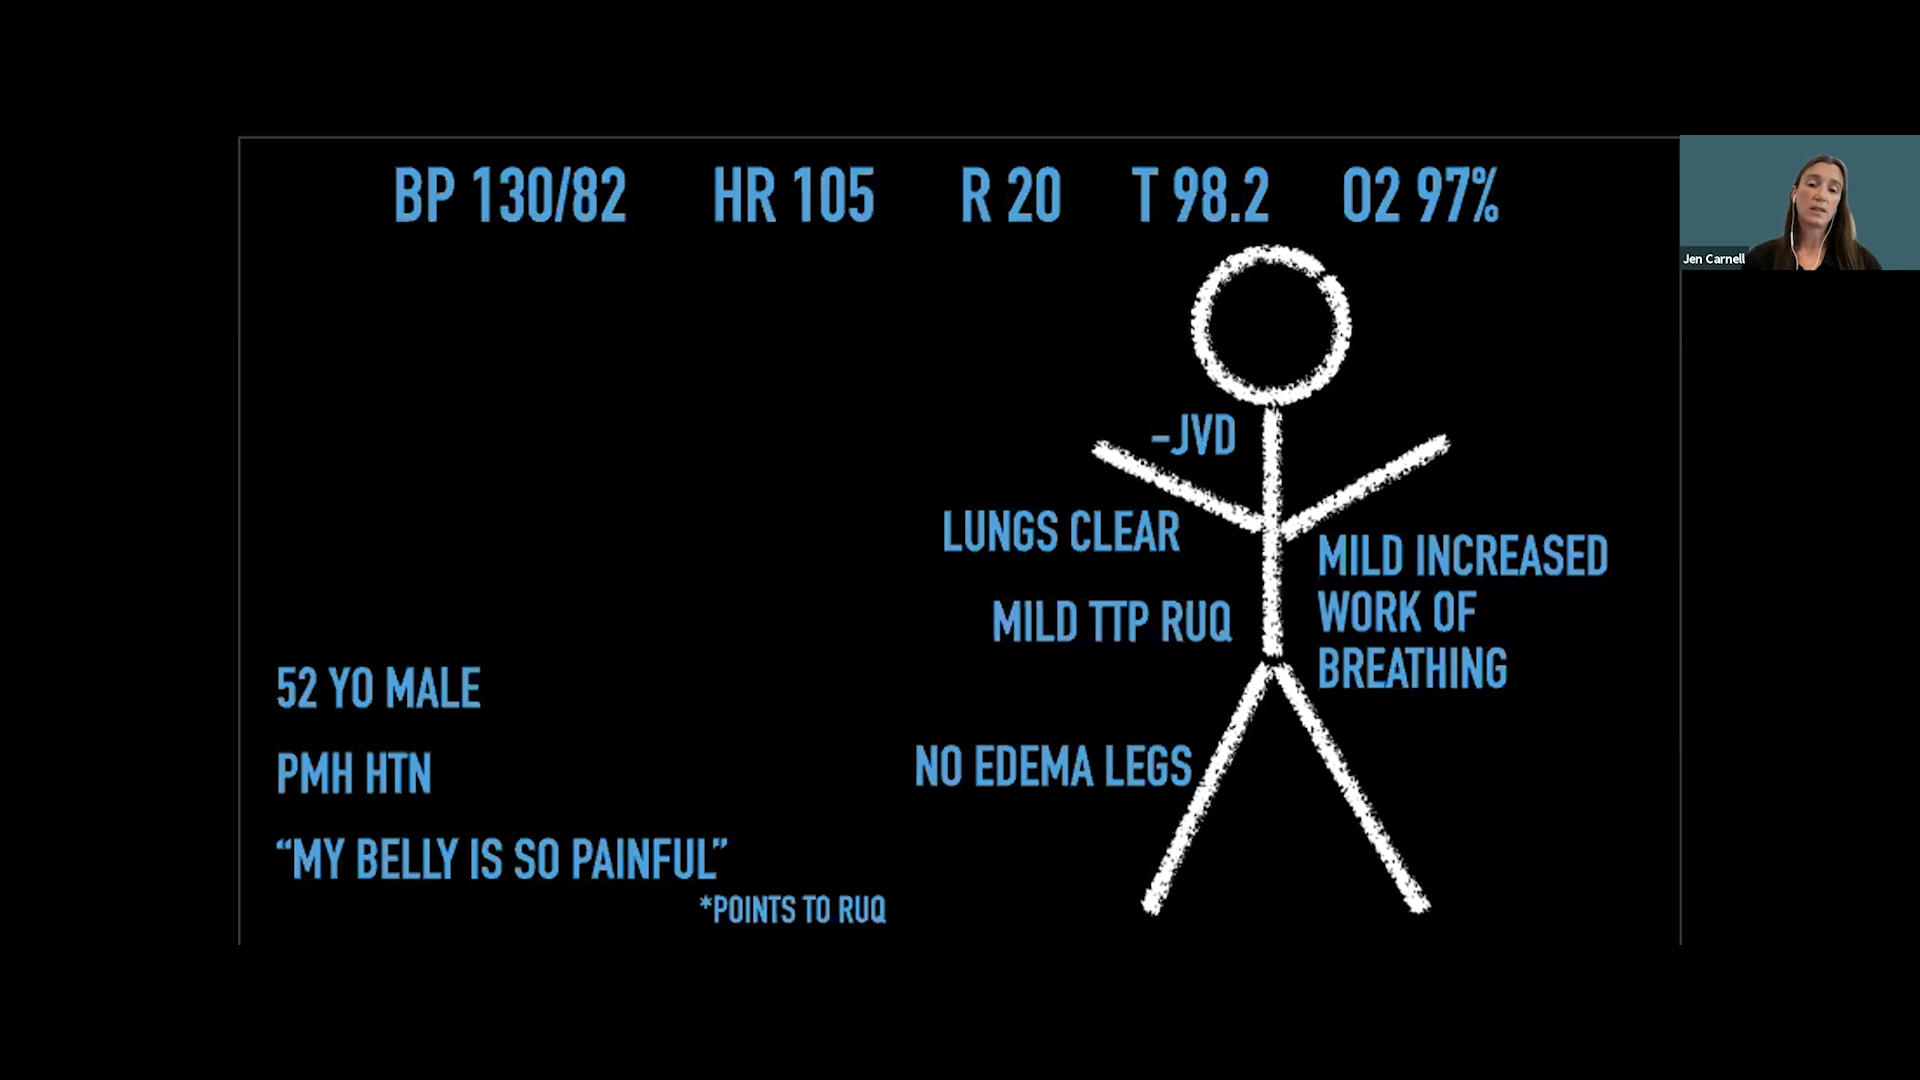 BP 130/82 HR 105 R 20 T 98.2 O2 97%
Jen Carnell
-JVD
LUNGS CLEAR
MILD INCREASED
WORK OF
BREATHING
MILD TTP RUQ
NO EDEMA LEGS
52 YO MALE
PMH HTN
“MY BELLY IS SO PAINFUL”
*POINTS TO RUQ